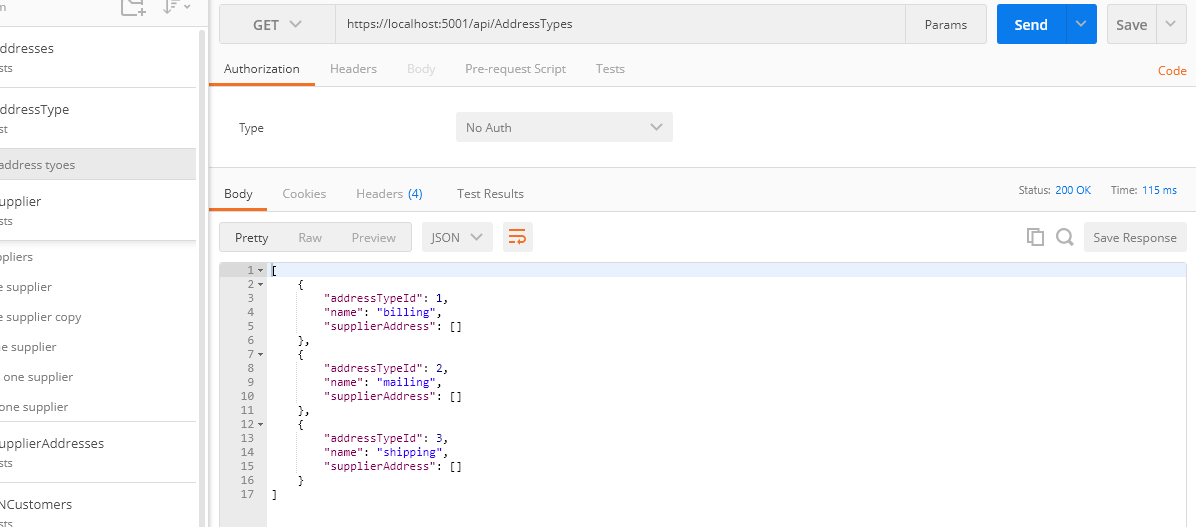 GET https://localhost:5001/api/AddressTypes Params Send Save
Authorization Headers Body Pre-request Script Tests Code
Type No Auth
Body Cookies Headers (4) Test Results Status: 200 OK Time: 115 ms
Pretty Raw Preview JSON Save Response
n
ddresses
sts
ddressType
st
address tyoes
upplier
sts
ppliers
e supplier
e supplier copy
ne supplier
one supplier
one supplier
upplierAddresses
sts
NCustomers
sts
1 [
2 {
3 "addressTypeId": 1,
4 "name": "billing",
5 "supplierAddress": []
6 },
7 {
8 "addressTypeId": 2,
9 "name": "mailing",
10 "supplierAddress": []
11 },
12 {
13 "addressTypeId": 3,
14 "name": "shipping",
15 "supplierAddress": []
16 }
17 ]